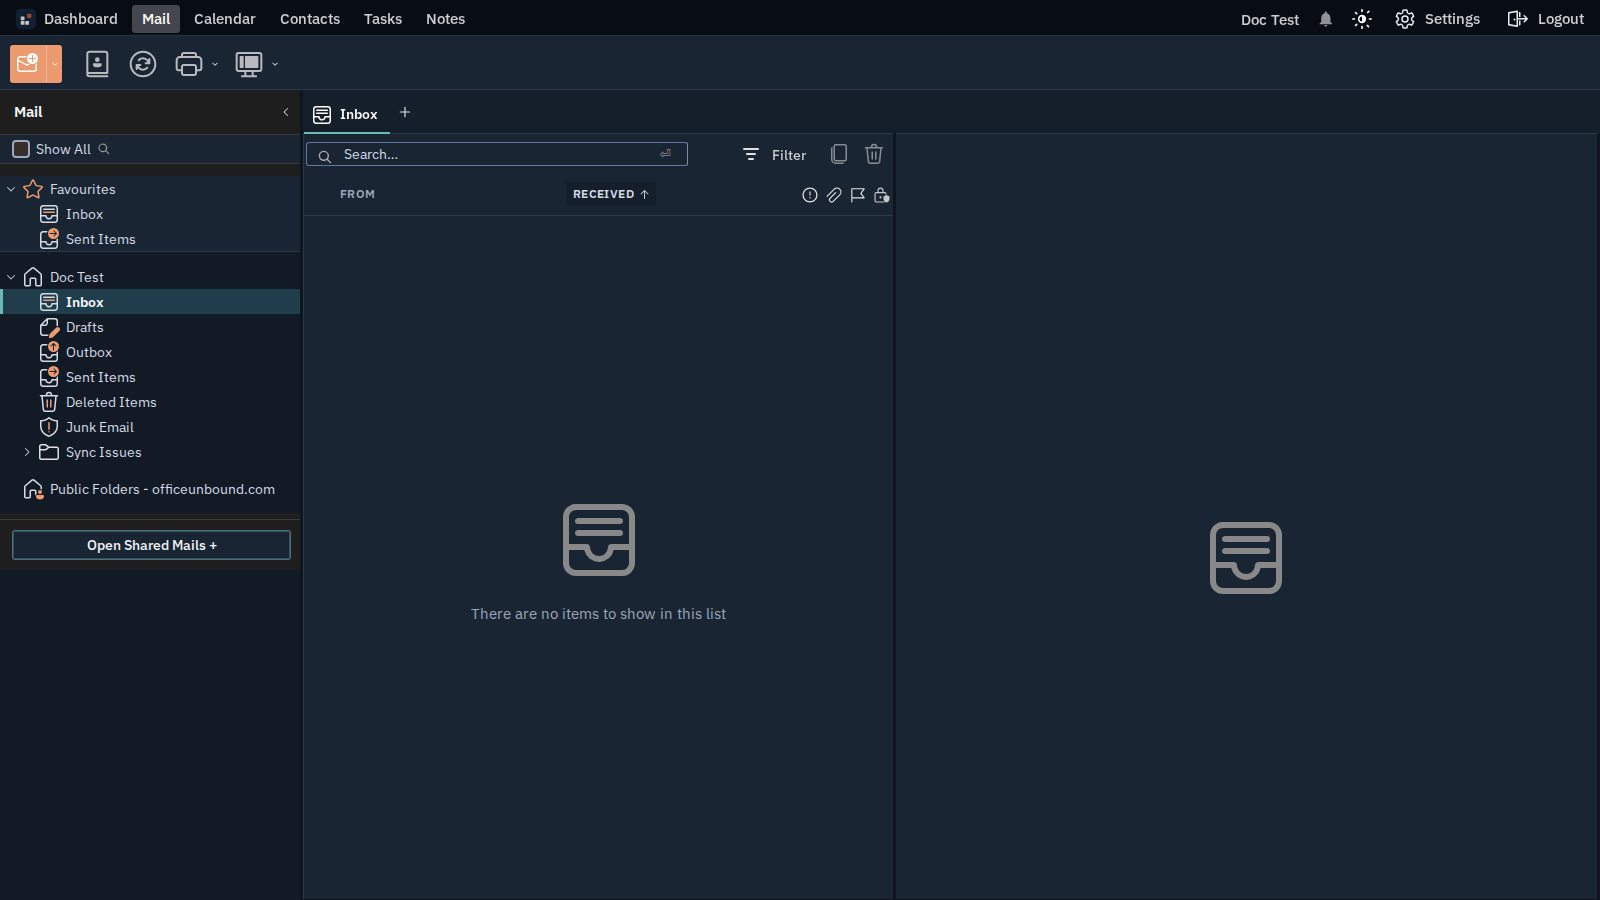 Dashboard Mail Calendar Contacts Tasks Notes Doc Test Settings Logout
Mail
Show All
Favourites
Inbox
Sent Items
Doc Test
Inbox
Drafts
Outbox
Sent Items
Deleted Items
Junk Email
Sync Issues
Public Folders - officeunbound.com
Open Shared Mails +
Inbox +
Search... Filter
FROM RECEIVED ↑
There are no items to show in this list